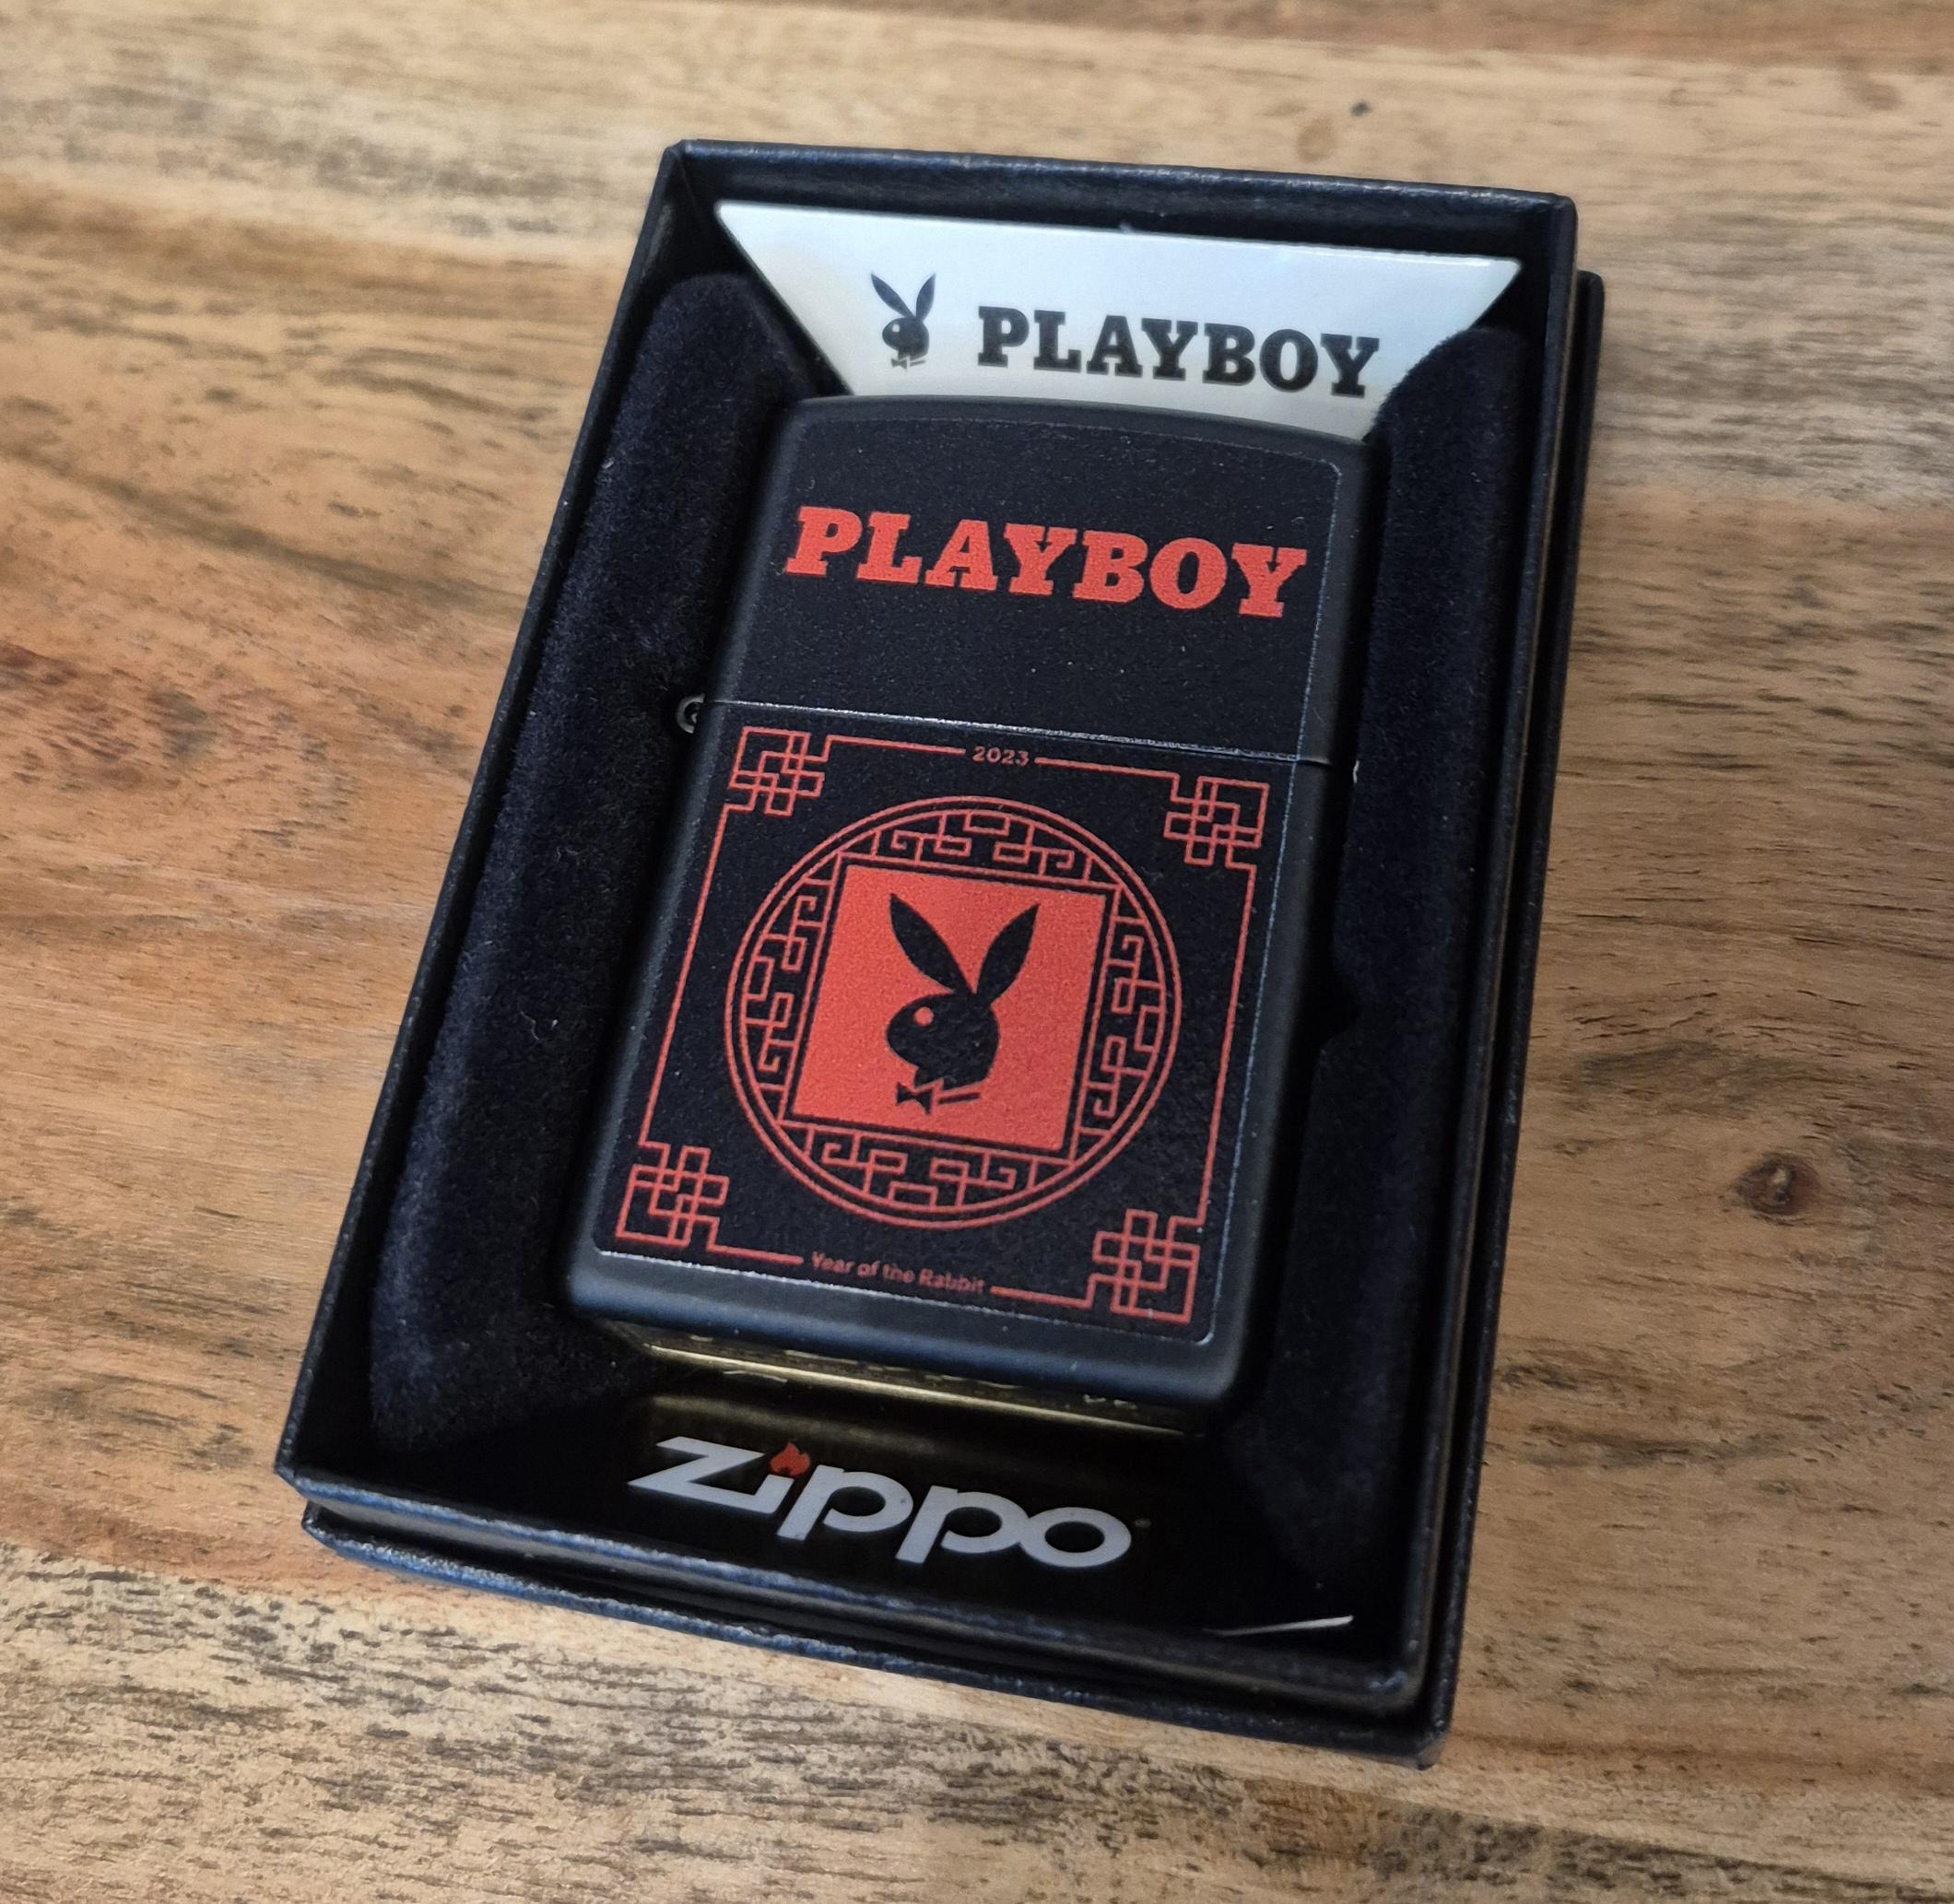 PLAYBOY
PLAYBOY
2023
Year of the Rabbit
zippo